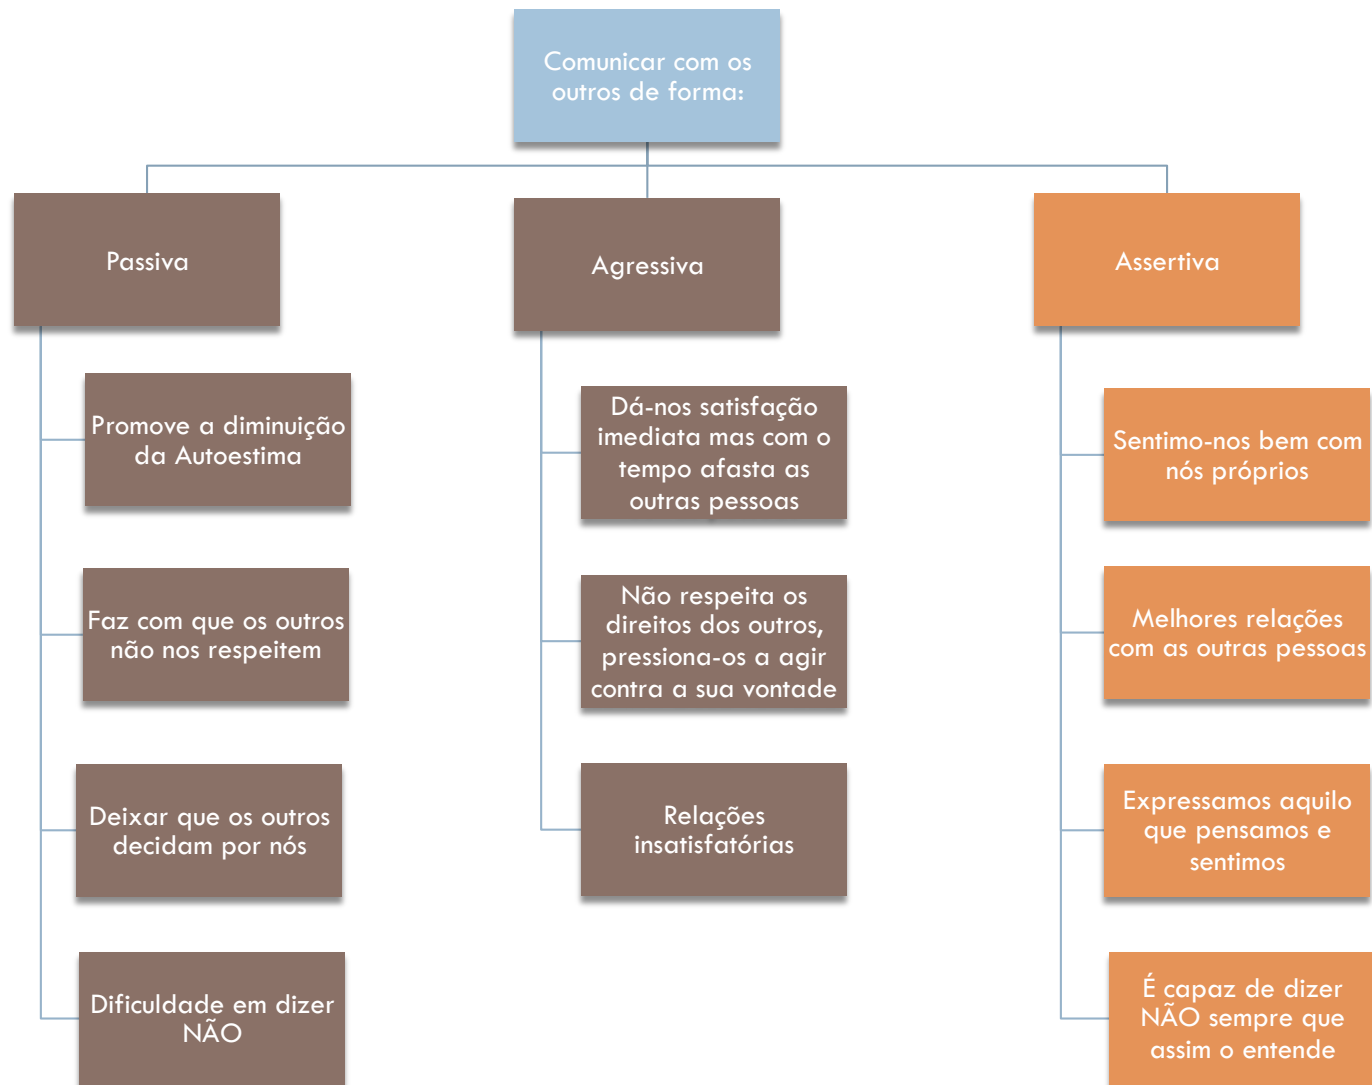 Comunicar com os
outros de forma:
Passiva
Promove a diminuição
da Autoestima
Faz com que os outros
não nos respeitem
Deixar que os outros
decidam por nós
Dificuldade em dizer
NÃO
Agressiva
Dá-nos satisfação
imediata mas com o
tempo afasta as
outras pessoas
Não respeita os
direitos dos outros,
pressiona-os a agir
contra a sua vontade
Relações
insatisfatórias
Assertiva
Sentimo-nos bem com
nós próprios
Melhores relações
com as outras pessoas
Expressamos aquilo
que pensamos e
sentimos
É capaz de dizer
NÃO sempre que
assim o entende